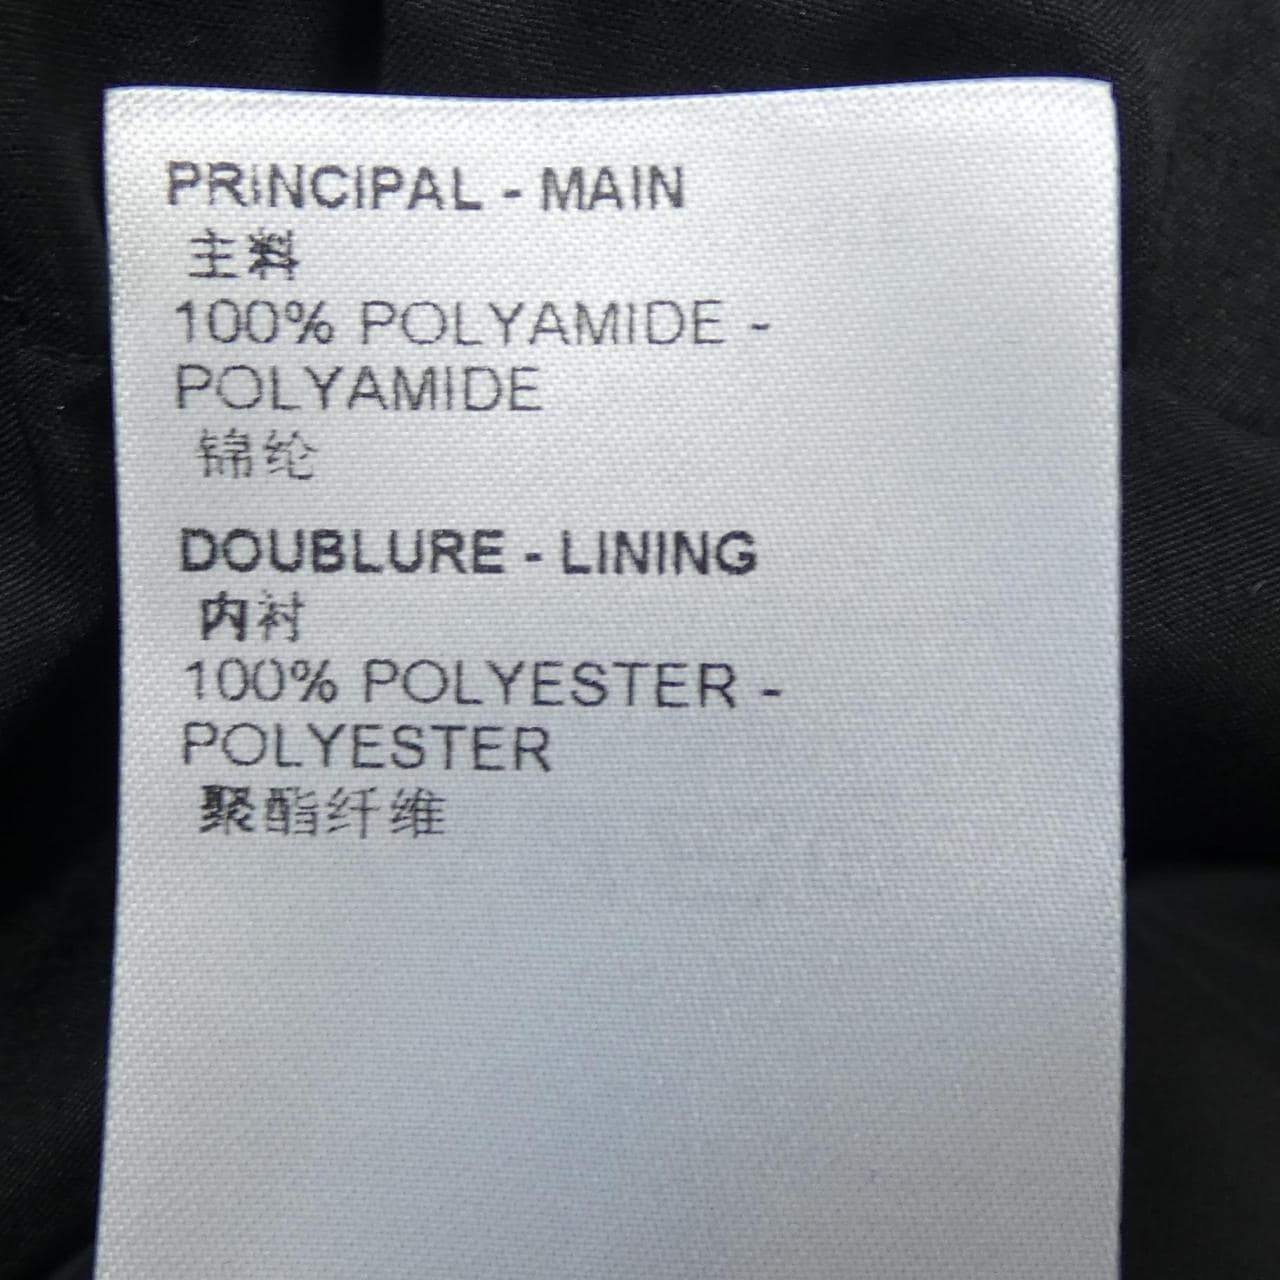 PRINCIPAL - MAIN
主料
100% POLYAMIDE -
POLYAMIDE
锦纶
DOUBLURE - LINING
内衬
100% POLYESTER -
POLYESTER
聚酯纤维